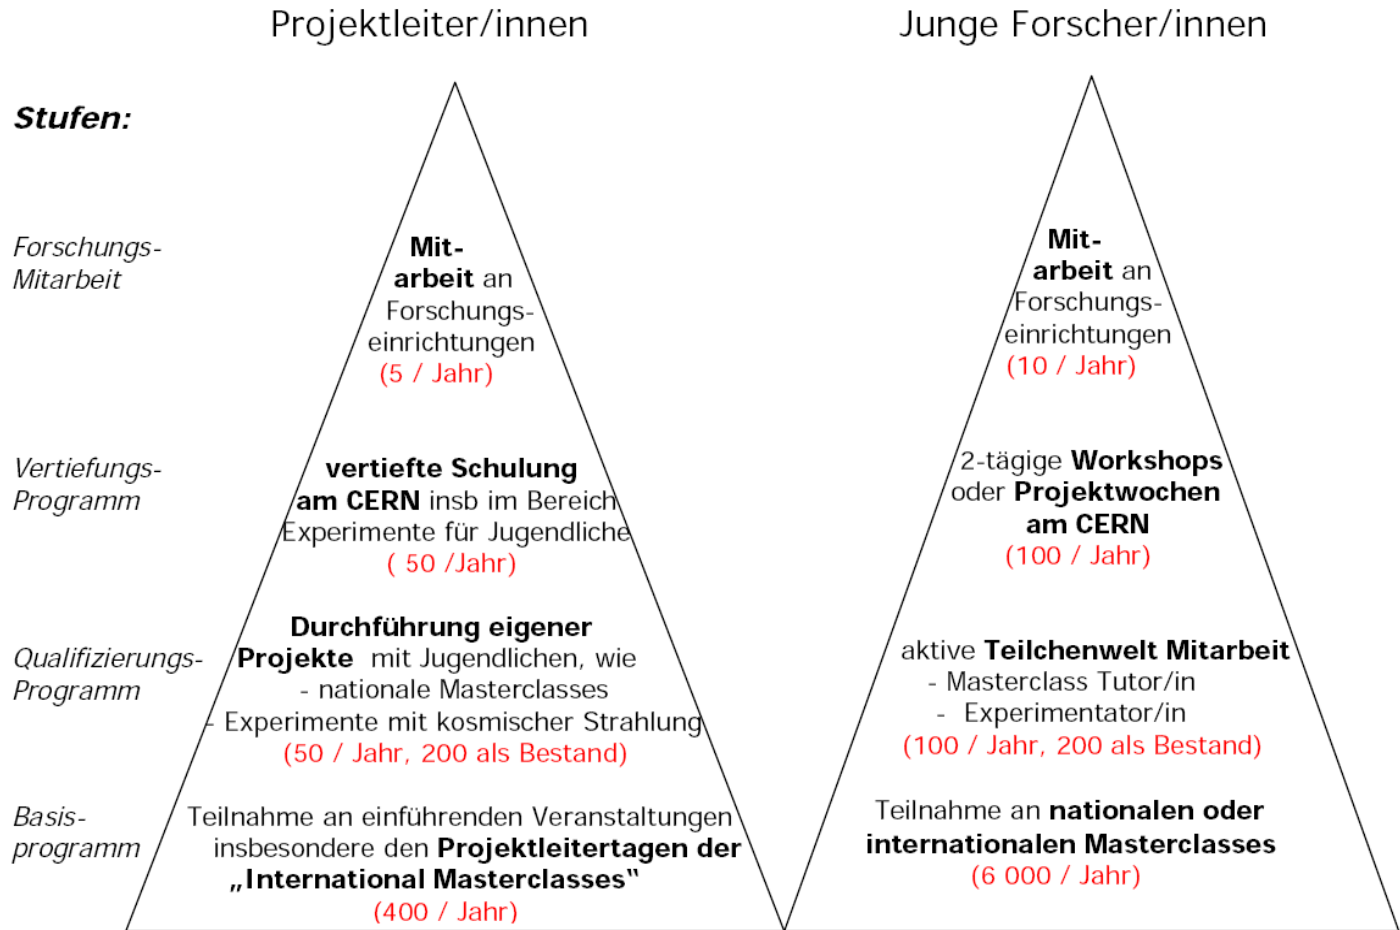 Projektleiter/innen
Junge Forscher/innen
Stufen:
Forschungs-
Mitarbeit
Mit-
arbeit an
Forschungs-
einrichtungen
(5 / Jahr)
Mit-
arbeit an
Forschungs-
einrichtungen
(10 / Jahr)
Vertiefungs-
Programm
vertiefte Schulung
am CERN insb im Bereich
Experimente für Jugendliche
( 50 /Jahr)
2-tägige Workshops
oder Projektwochen
am CERN
(100 / Jahr)
Qualifizierungs-
Programm
Durchführung eigener
Projekte mit Jugendlichen, wie
- nationale Masterclasses
- Experimente mit kosmischer Strahlung
(50 / Jahr, 200 als Bestand)
aktive Teilchenwelt Mitarbeit
- Masterclass Tutor/in
- Experimentator/in
(100 / Jahr, 200 als Bestand)
Basis-
programm
Teilnahme an einführenden Veranstaltungen
insbesondere den Projektleitertagen der
„International Masterclasses"
(400 / Jahr)
Teilnahme an nationalen oder
internationalen Masterclasses
(6 000 / Jahr)